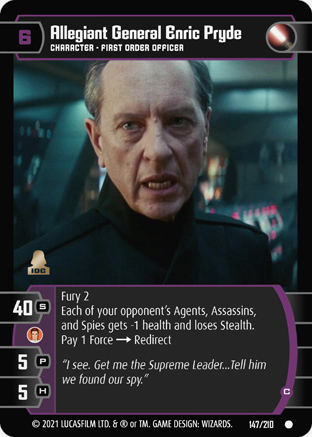 6
Allegiant General Enric Pryde
CHARACTER - FIRST ORDER OFFICER
IDC
40 S
5 P
5 H
Fury 2
Each of your opponent's Agents, Assassins,
and Spies gets -1 health and loses Stealth.
Pay 1 Force → Redirect
"I see. Get me the Supreme Leader...Tell him
we found our spy."
C
© 2021 LUCASFILM LTD. & ® or TM. GAME DESIGN: WIZARDS.
147/210